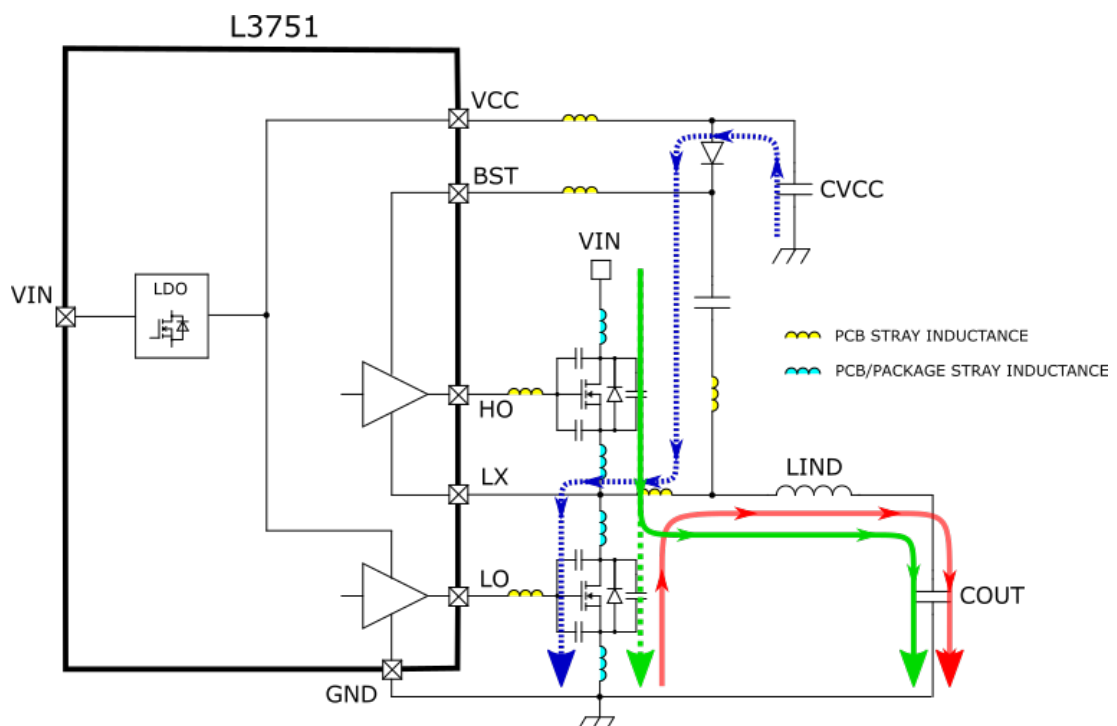 L3751
VCC
BST
CVCC
VIN
VIN
LDO
PCB STRAY INDUCTANCE
PCB/PACKAGE STRAY INDUCTANCE
HO
LX
LIND
LO
COUT
GND